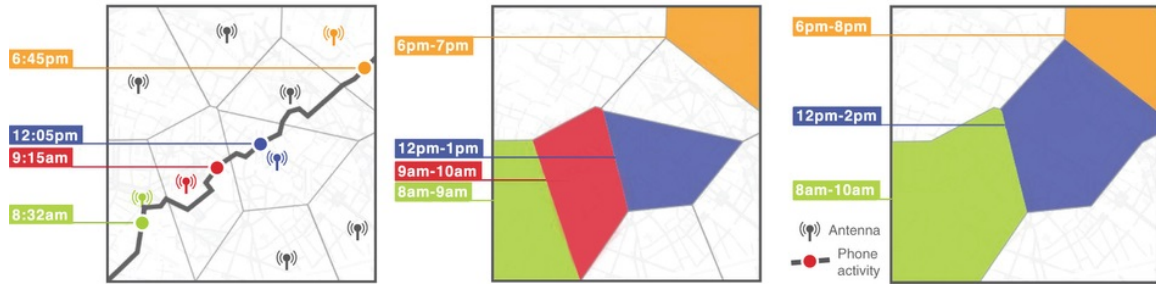 6:45pm
12:05pm
9:15am
8:32am
6pm-7pm
12pm-1pm
9am-10am
8am-9am
6pm-8pm
12pm-2pm
8am-10am
Antenna
Phone
activity